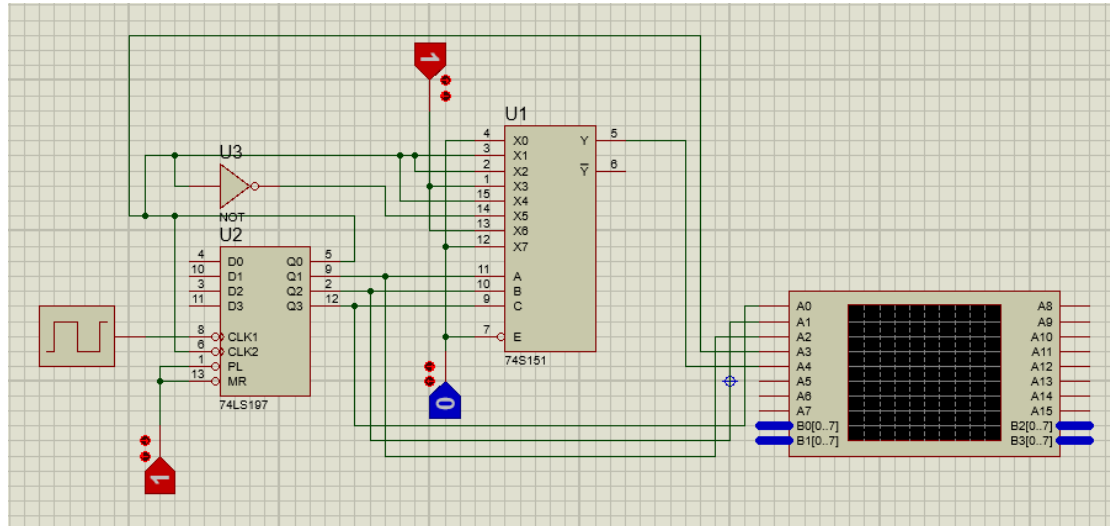 1
U1
4 X0 Y 5
3 X1
2 X2 Y 6
1 X3
15 X4
14 X5
13 X6
12 X7
11 A
10 B
9 C
7 E
74S151
U3
NOT
U2
4 D0 Q0 5
10 D1 Q1 9
3 D2 Q2 2
11 D3 Q3 12
8 CLK1
6 CLK2
1 PL
13 MR
74LS197
1
0
A0 A8
A1 A9
A2 A10
A3 A11
A4 A12
A5 A13
A6 A14
A7 A15
B0[0..7] B2[0..7]
B1[0..7] B3[0..7]